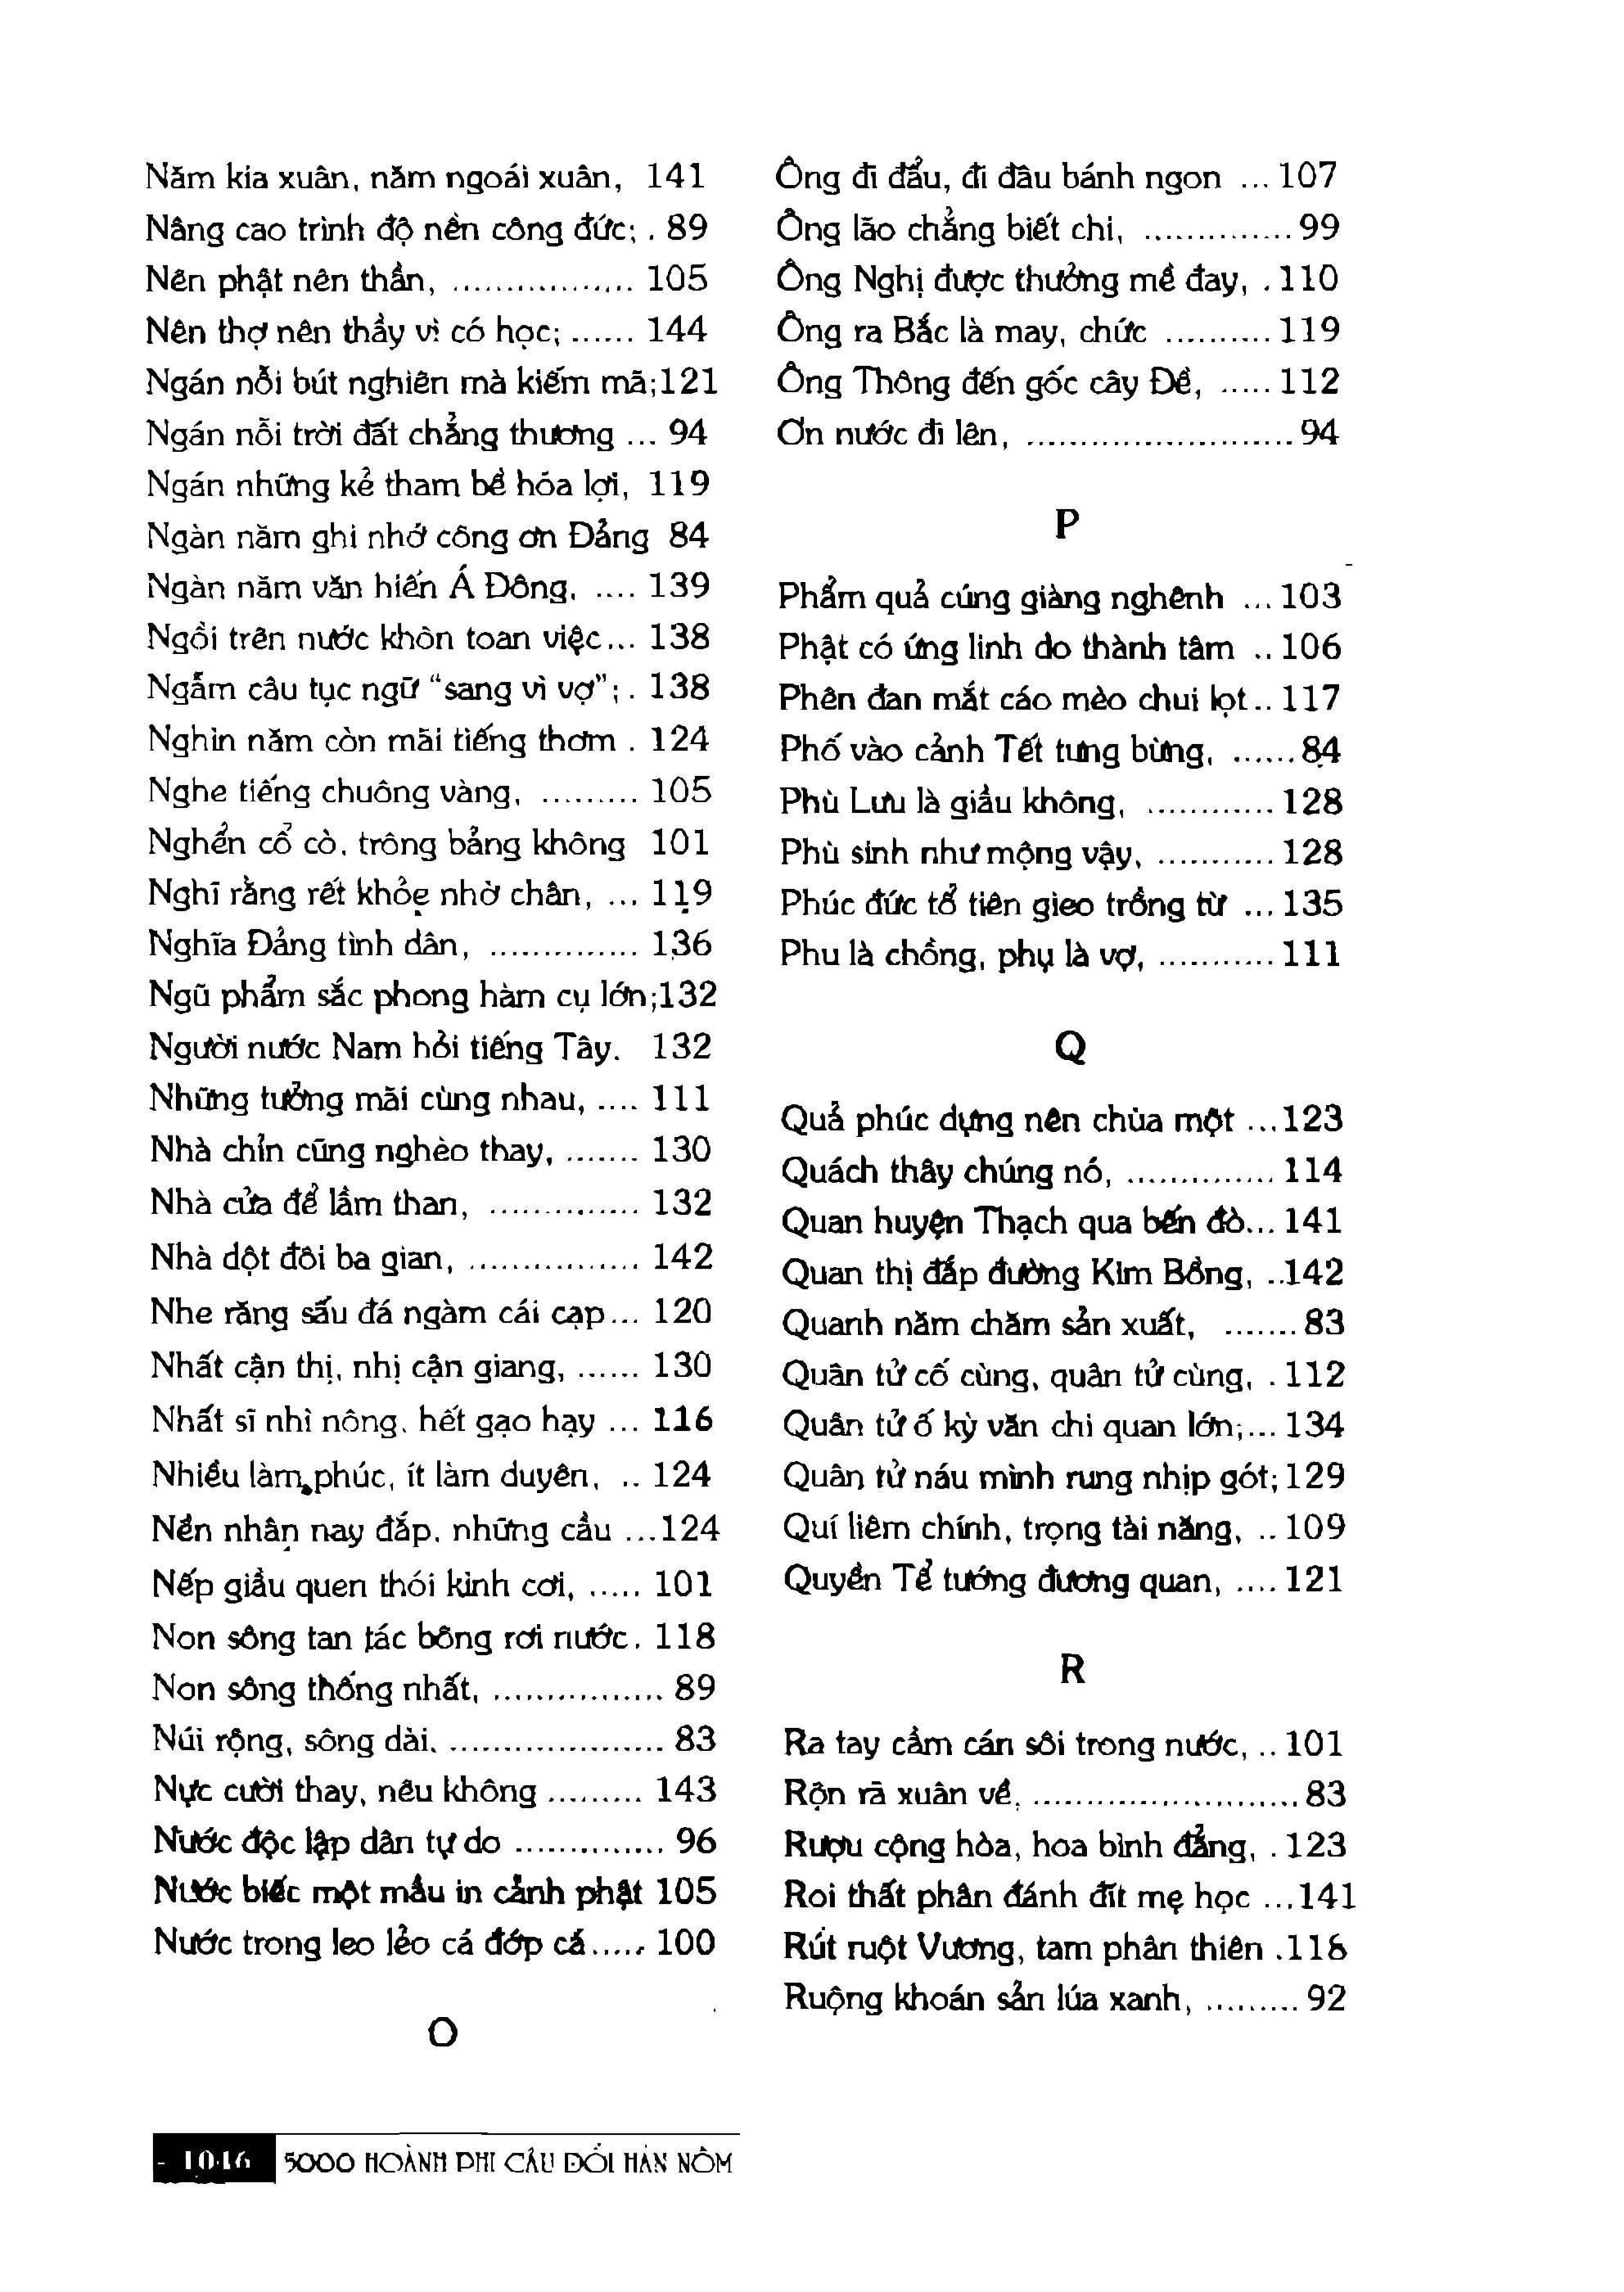 Năm kia xuân, năm ngoái xuân, 141
Nâng cao trình độ nền công đức; . 89
Nên phật nên thần, ................. 105
Nên thợ nên thầy vì có học; ...... 144
Ngán nỗi bút nghiên mà kiếm mã;121
Ngán nỗi trời đất chẳng thương ... 94
Ngán những kẻ tham bề hóa lợi, 119
Ngàn năm ghi nhớ công ơn Đảng 84
Ngàn năm văn hiến Á Đông, .... 139
Ngồi trên nước khôn toan việc... 138
Ngẫm câu tục ngữ “sang vì vợ”; . 138
Nghìn năm còn mãi tiếng thơm . 124
Nghe tiếng chuông vàng, ......... 105
Nghển cổ cò, trông bảng không 101
Nghĩ rằng rết khỏe nhờ chân, ... 119
Nghĩa Đảng tình dân, .............. 136
Ngũ phẩm sắc phong hàm cụ lớn;132
Người nước Nam hỏi tiếng Tây. 132
Những tưởng mãi cùng nhau, .... 111
Nhà chỉn cũng nghèo thay, ....... 130
Nhà cửa để lầm than, .............. 132
Nhà dột đôi ba gian, ................ 142
Nhe răng sấu đá ngàm cái cạp... 120
Nhất cận thị, nhị cận giang, ...... 130
Nhất sĩ nhì nông, hết gạo hạy ... 116
Nhiều làm phúc, ít làm duyên, .. 124
Nền nhân nay đắp, những cầu ...124
Nếp giầu quen thói kình cơi, ..... 101
Non sông tan tác bông rơi nước. 118
Non sông thống nhất, ................ 89
Núi rộng, sông dài, .................... 83
Nực cười thay, nêu không ......... 143
Nước độc lập dân tự do .............. 96
Nước biếc một mầu in cảnh phật 105
Nước trong leo lẻo cá đớp cá..... 100
O
Ông đi đẩu, đi đâu bánh ngon ... 107
Ông lão chẳng biết chi, .............. 99
Ông Nghị được thưởng mề đay, . 110
Ông ra Bắc là may, chức .......... 119
Ông Thông đến gốc cây Đề, ..... 112
Ơn nước đi lên, ......................... 94
P
Phẩm quả cúng giàng nghênh ... 103
Phật có ứng linh do thành tâm .. 106
Phên đan mắt cáo mèo chui lọt.. 117
Phố vào cảnh Tết tưng bừng, ...... 84
Phù Lưu là giầu không, ............ 128
Phù sinh như mộng vậy, ........... 128
Phúc đức tổ tiên gieo trồng từ ... 135
Phu là chồng, phụ là vợ, ........... 111
Q
Quả phúc dựng nên chùa một ...123
Quách thây chúng nó, .............. 114
Quan huyện Thạch qua bến đò... 141
Quan thị đắp đường Kim Bồng, ..142
Quanh năm chăm sản xuất, ....... 83
Quân tử cố cùng, quân tử cùng, . 112
Quân tử ố kỳ văn chi quan lớn;... 134
Quân tử náu mình rung nhịp gót; 129
Quí liêm chính, trọng tài năng, .. 109
Quyền Tể tướng đương quan, .... 121
R
Ra tay cầm cán sôi trong nước, .. 101
Rộn rã xuân về, ......................... 83
Rượu cộng hòa, hoa bình đẳng, . 123
Roi thất phân đánh đít mẹ học ...141
Rút ruột Vương, tam phân thiên .118
Ruộng khoán sản lúa xanh, ......... 92
- 1046 5000 HOÀNH PHI CÂU ĐỐI HÁN NÔM